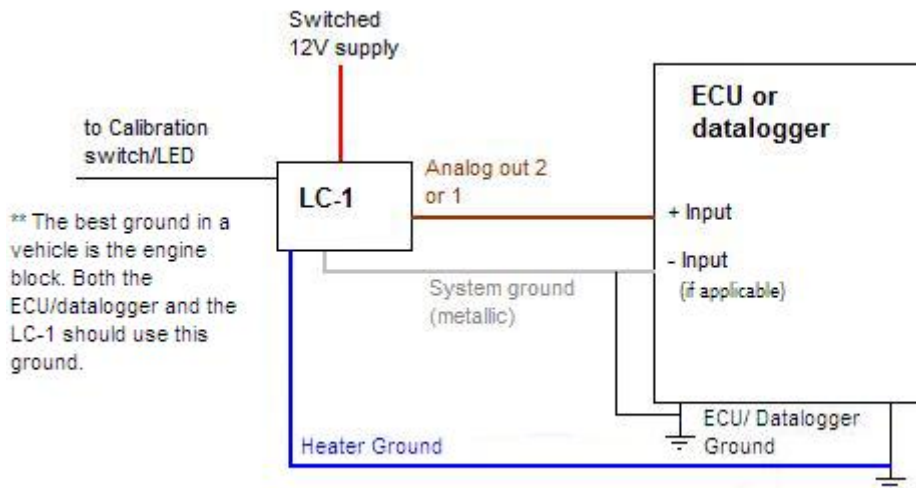 Switched
12V supply
to Calibration
switch/LED
LC-1
Analog out 2
or 1
ECU or
datalogger
+ Input
- Input
(if applicable)
** The best ground in a
vehicle is the engine
block. Both the
ECU/datalogger and the
LC-1 should use this
ground.
System ground
(metallic)
ECU/ Datalogger
Ground
Heater Ground